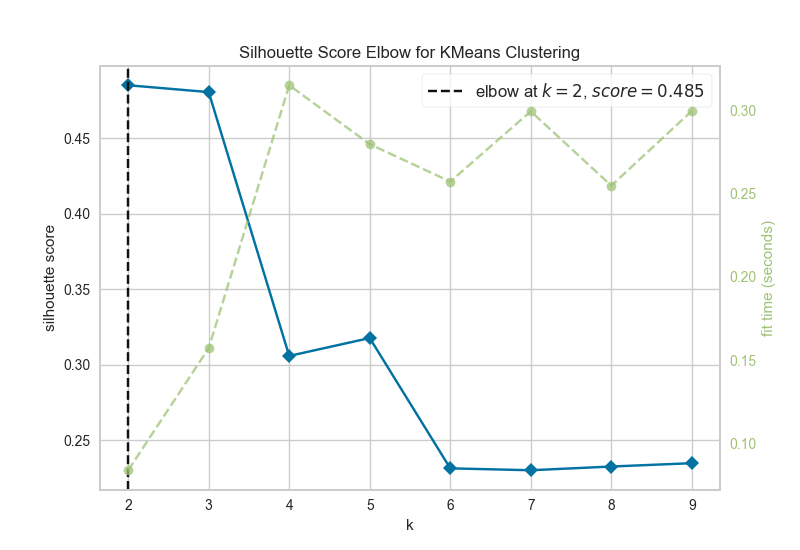 Silhouette Score Elbow for KMeans Clustering
elbow at k = 2, score = 0.485
silhouette score
0.45
0.40
0.35
0.30
0.25
0.30
0.25
0.20
0.15
0.10
fit time (seconds)
2 3 4 5 6 7 8 9
k